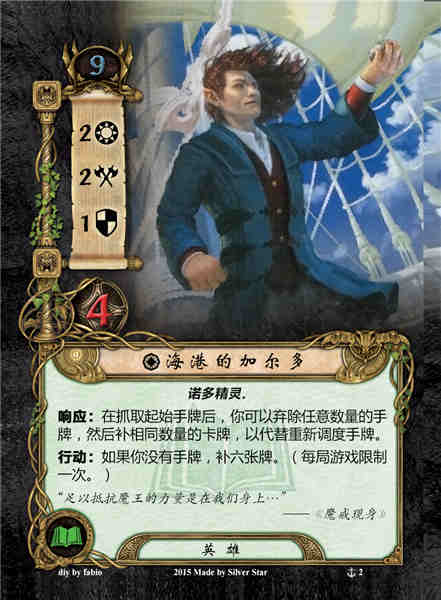 9
2
2
1
4
海港的加尔多
诺多精灵.
响应：在抓取起始手牌后，你可以弃除任意数量的手
牌，然后补相同数量的卡牌，以代替重新调度手牌。
行动：如果你没有手牌，补六张牌。（每局游戏限制
一次。）
“足以抵抗魔王的力量是在我们身上…”
——《魔戒现身》
英雄
diy by fabio
2015 Made by Silver Star
2